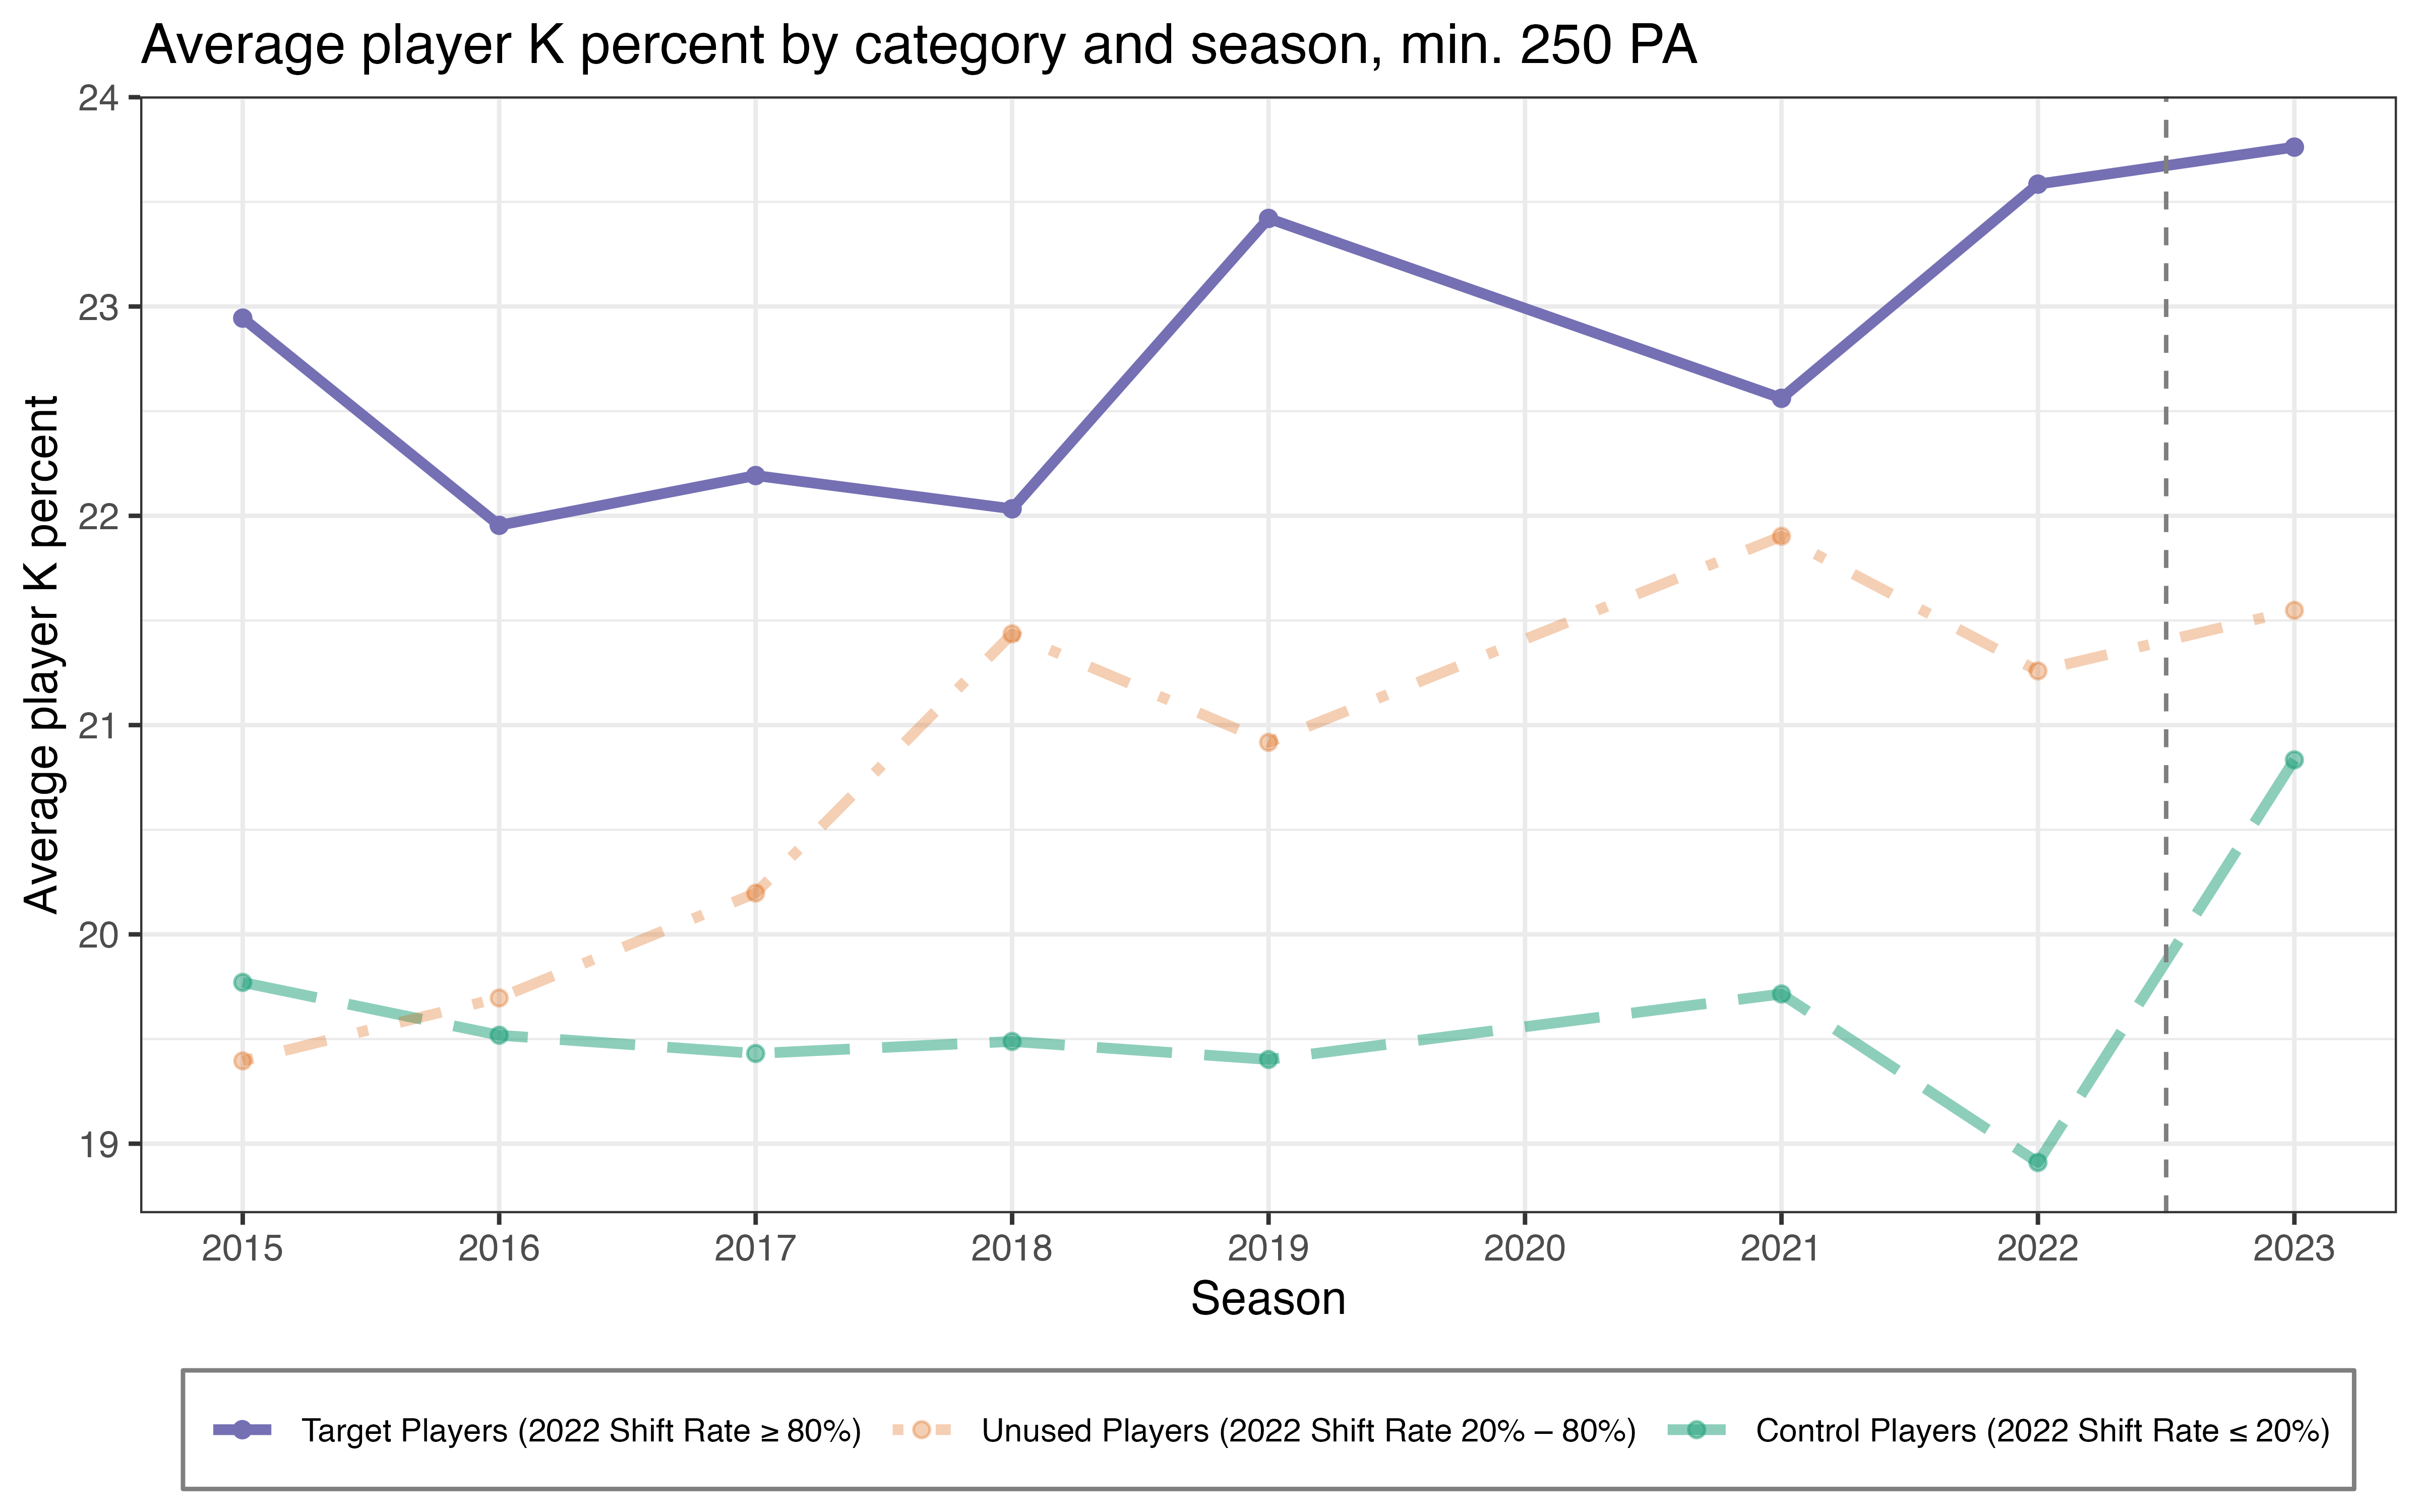 Average player K percent by category and season, min. 250 PA
Average player K percent
24
23
22
21
20
19
2015 2016 2017 2018 2019 2020 2021 2022 2023
Season
Target Players (2022 Shift Rate ≥ 80%) Unused Players (2022 Shift Rate 20% – 80%) Control Players (2022 Shift Rate ≤ 20%)